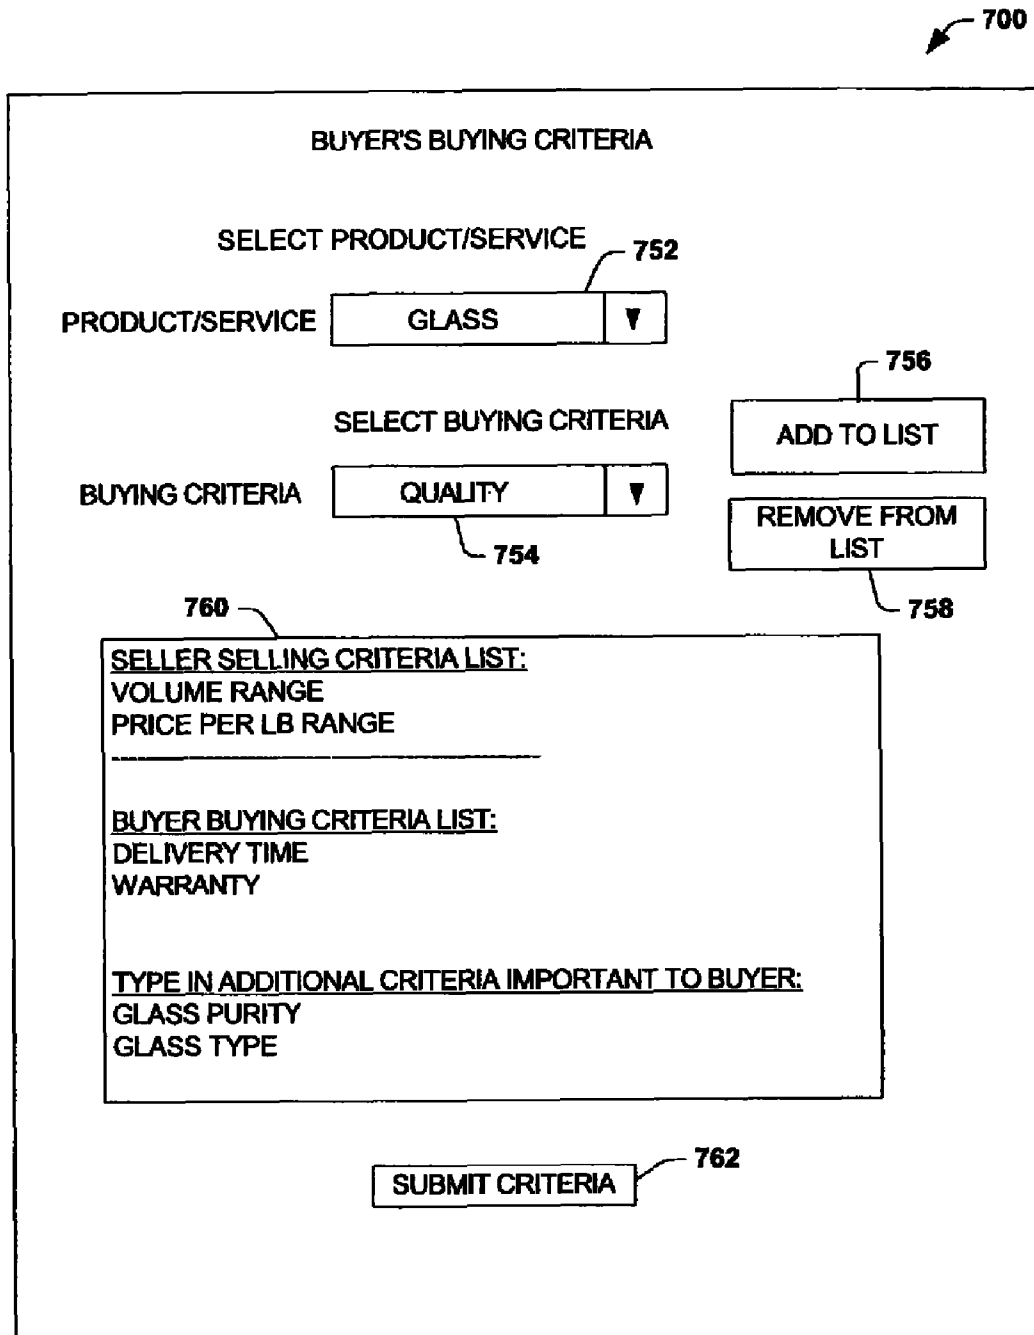 700
BUYER'S BUYING CRITERIA
SELECT PRODUCT/SERVICE
752
PRODUCT/SERVICE
GLASS
756
SELECT BUYING CRITERIA
ADD TO LIST
BUYING CRITERIA
QUALITY
REMOVE FROM
LIST
754
758
760
SELLER SELLING CRITERIA LIST:
VOLUME RANGE
PRICE PER LB RANGE
BUYER BUYING CRITERIA LIST:
DELIVERY TIME
WARRANTY
TYPE IN ADDITIONAL CRITERIA IMPORTANT TO BUYER:
GLASS PURITY
GLASS TYPE
762
SUBMIT CRITERIA